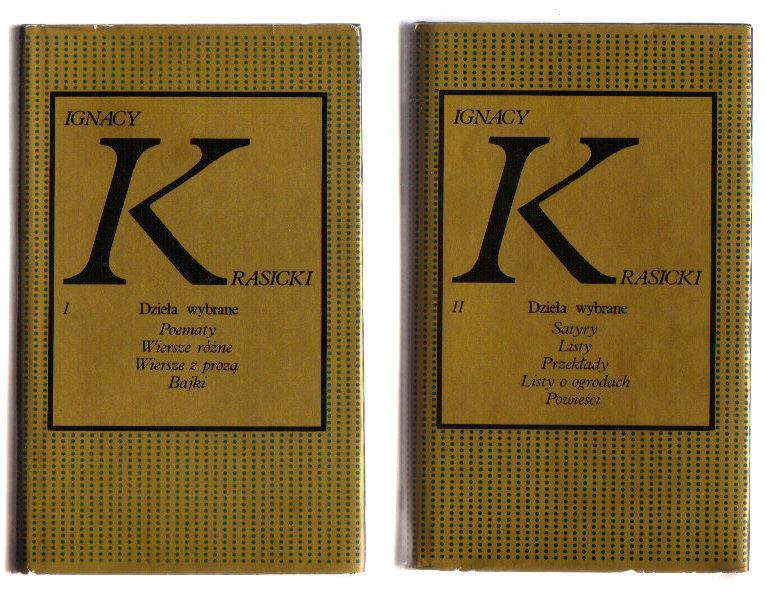 IGNACY
K
RASICKI
I
Dzieła wybrane
Poematy
Wiersze różne
Wiersze z prozą
Bajki
IGNACY
K
RASICKI
II
Dzieła wybrane
Satyry
Listy
Przekłady
Listy o ogrodach
Powieści